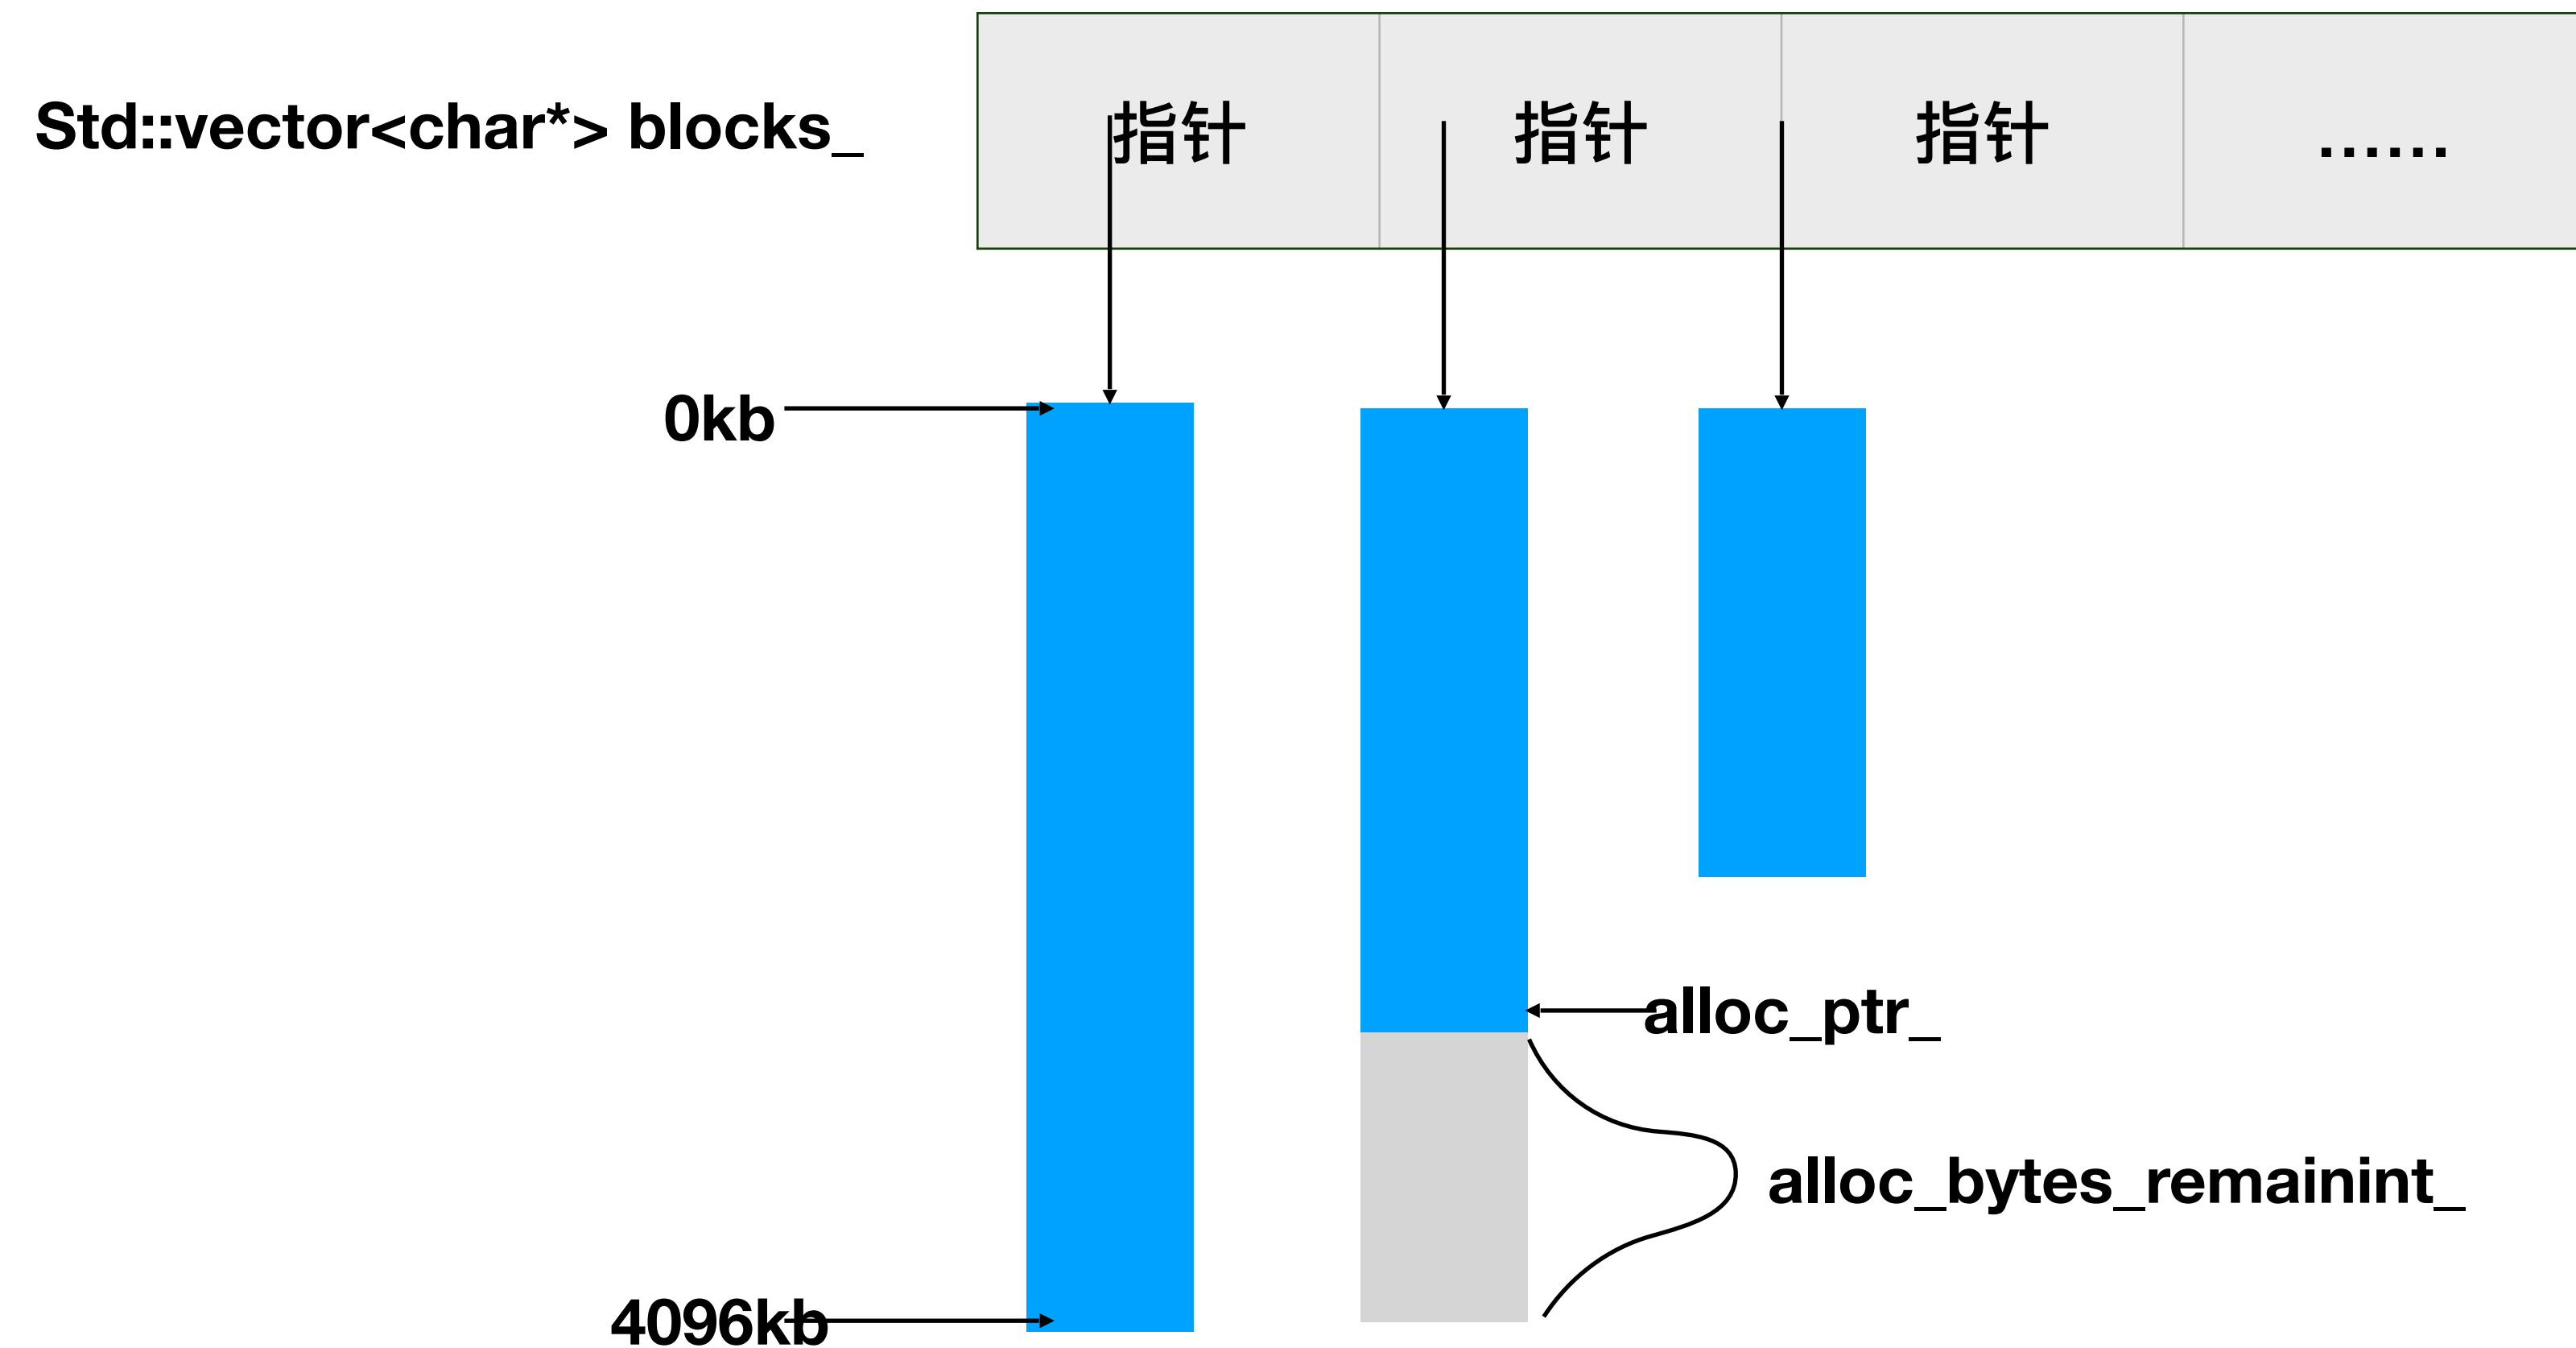 Std::vector<char*> blocks_
指针
指针
指针
……
0kb
alloc_ptr_
alloc_bytes_remainint_
4096kb